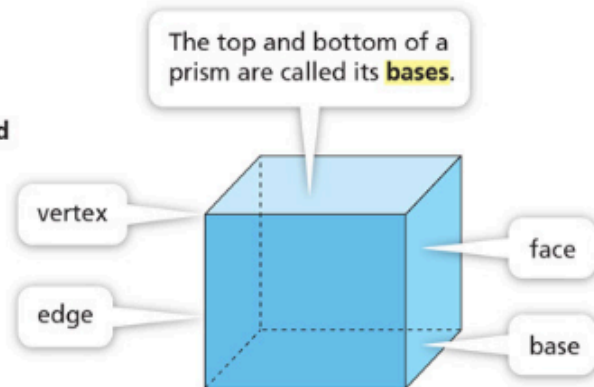 The top and bottom of a
prism are called its bases.
d
vertex
face
edge
base